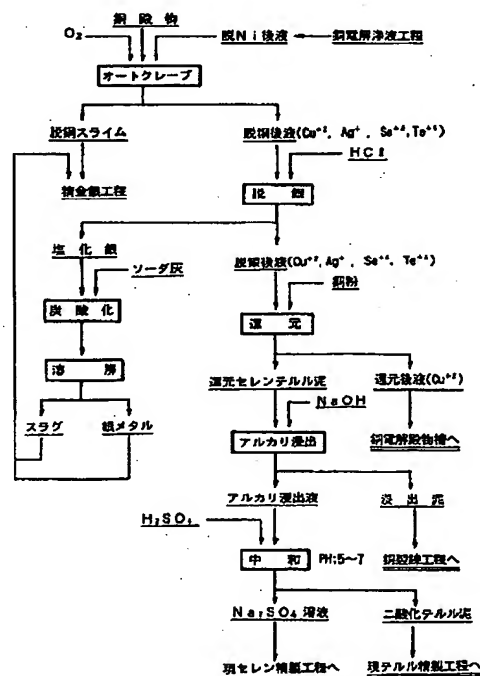 銅殿物
O₂
脱Ni後液
銅電解浄液工程
オートクレーブ
脱銅スライム
脱銅後液(Cu⁺², Ag⁺, Se⁺⁴, Te⁺⁴)
HCl
精金銀工程
脱銀
塩化銀
脱銀後液(Cu⁺², Ag⁺, Se⁺⁴, Te⁺⁴)
ソーダ灰
銅粉
炭酸化
還元
溶解
還元セレンテルル泥
還元後液(Cu⁺²)
NaOH
スラグ
銀メタル
銅電解殿物槽へ
アルカリ浸出
アルカリ浸出液
浸出泥
H₂SO₄
中和
PH:5~7
銅製錬工程へ
Na₂SO₄溶液
二酸化テルル泥
現セレン精製工程へ
現テルル精製工程へ